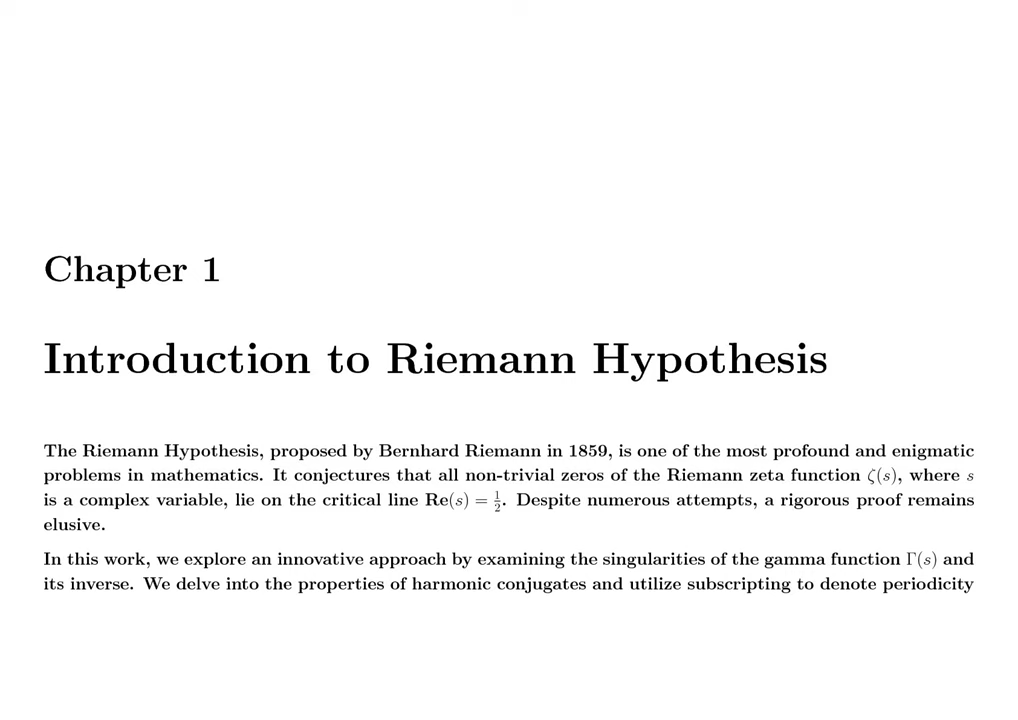 Chapter 1
Introduction to Riemann Hypothesis
The Riemann Hypothesis, proposed by Bernhard Riemann in 1859, is one of the most profound and enigmatic
problems in mathematics. It conjectures that all non-trivial zeros of the Riemann zeta function ζ(s), where s
is a complex variable, lie on the critical line Re(s) = 1/2. Despite numerous attempts, a rigorous proof remains
elusive.
In this work, we explore an innovative approach by examining the singularities of the gamma function Γ(s) and
its inverse. We delve into the properties of harmonic conjugates and utilize subscripting to denote periodicity